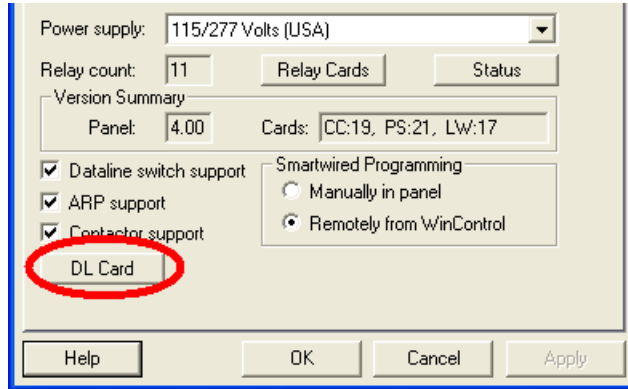 Power supply: 115/277 Volts (USA)
Relay count: 11 Relay Cards Status
Version Summary
Panel: 4.00 Cards: CC:19, PS:21, LW:17
Dataline switch support
Smartwired Programming
Manually in panel
ARP support
Remotely from WinControl
Contactor support
DL Card
Help OK Cancel Apply